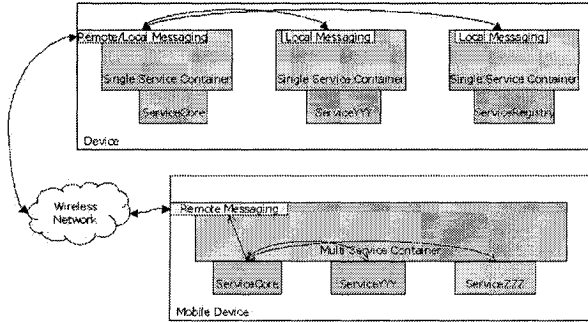 Remote/Local Messaging
Local Messaging
Local Messaging
Single Service Container
Single Service Container
Single Service Container
ServiceCore
ServiceYYY
ServiceRegistry
Device
Wireless
Network
Remote Messaging
Multi Service Container
ServiceCore
ServiceYYY
ServiceZZZ
Mobile Device